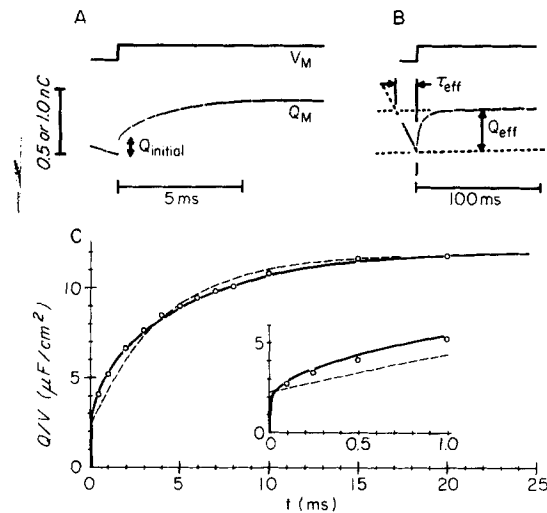 A
B
V_M
V_M
0.5 or 1.0 nC
Q_M
Q_initial
5 ms
τ_eff
Q_eff
100 ms
C
Q/V (μF/cm²)
10
5
0
0
5
10
15
20
25
t (ms)
5
0
0
0.5
1.0